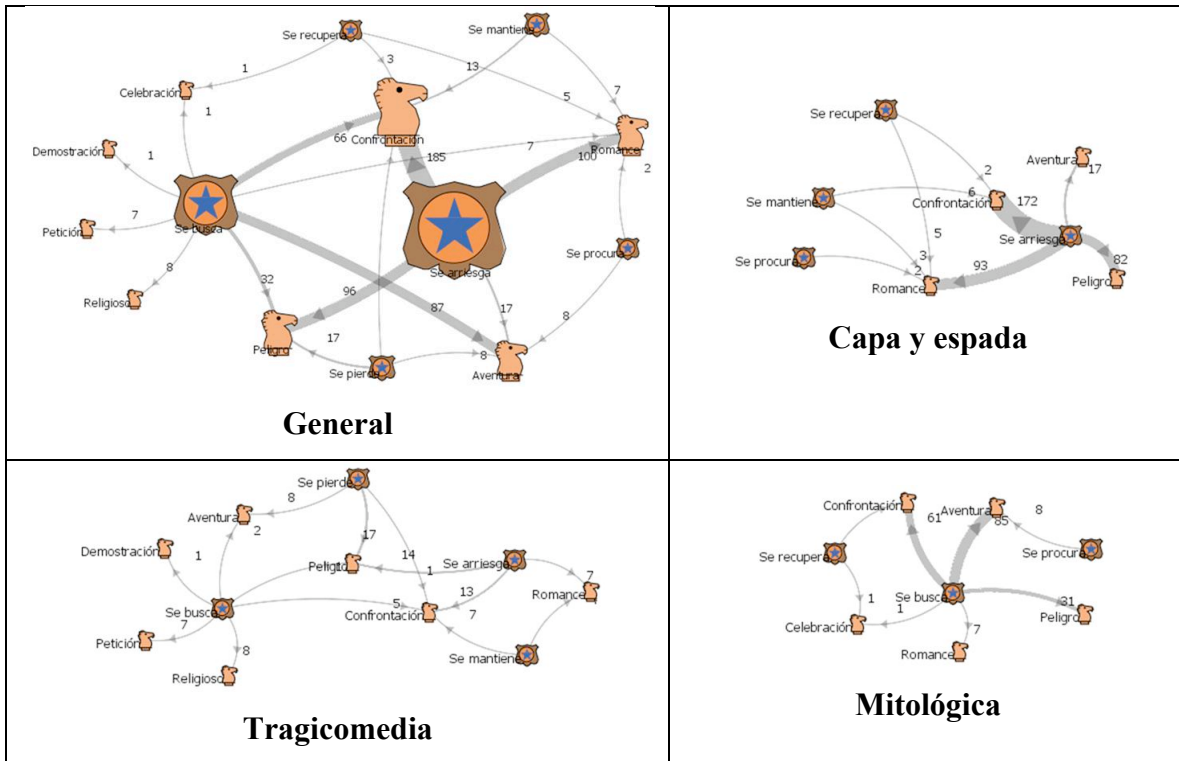 Se recupera
Se mantiene
1
3
13
7
Celebración
5
1
Confrontación
66
Romance
185
7
100
2
Demostración
1
Se busca
Petición
7
Se arriesga
Se procura
8
32
96
87
17
8
Religioso
Peligro
17
Se pierde
8
Aventura
General
Se recupera
Aventura
17
2
Se mantiene
6
Confrontación
172
Se arriesga
5
Se procura
3
2
93
82
Romance
Peligro
Capa y espada
Se pierde
8
Aventura
2
17
Demostración
1
Peligro
14
Se arriesga
1
7
13
Romance
Se busca
5
Confrontación
7
Petición
7
Se mantiene
8
Religioso
Tragicomedia
Confrontación
61
Aventura
85
8
Se recupera
Se procura
1
1
Se busca
31
Celebración
Peligro
7
Romance
Mitológica